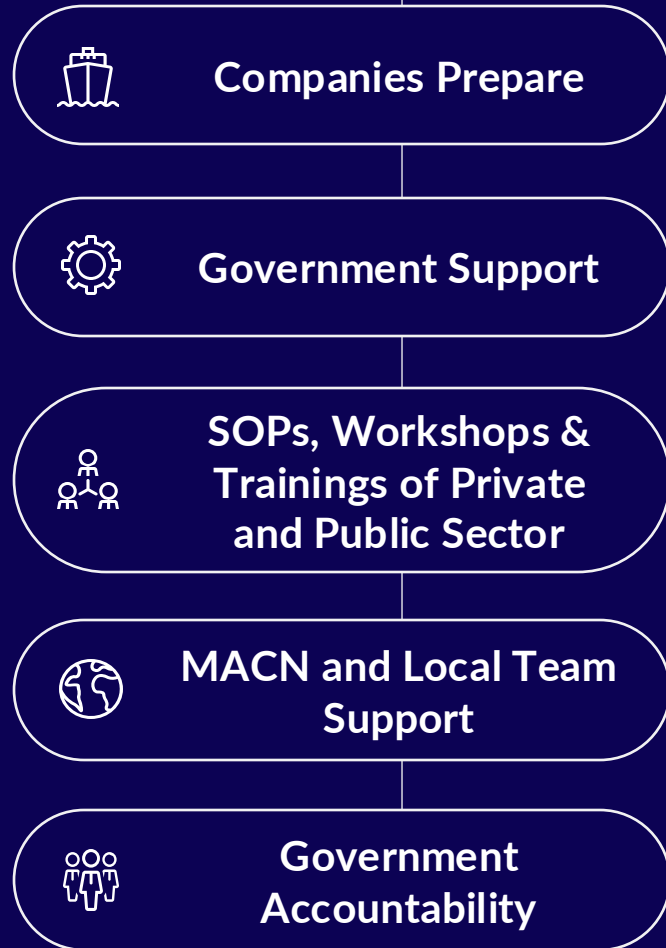 Companies Prepare
Government Support
SOPs, Workshops &
Trainings of Private
and Public Sector
MACN and Local Team
Support
Government
Accountability